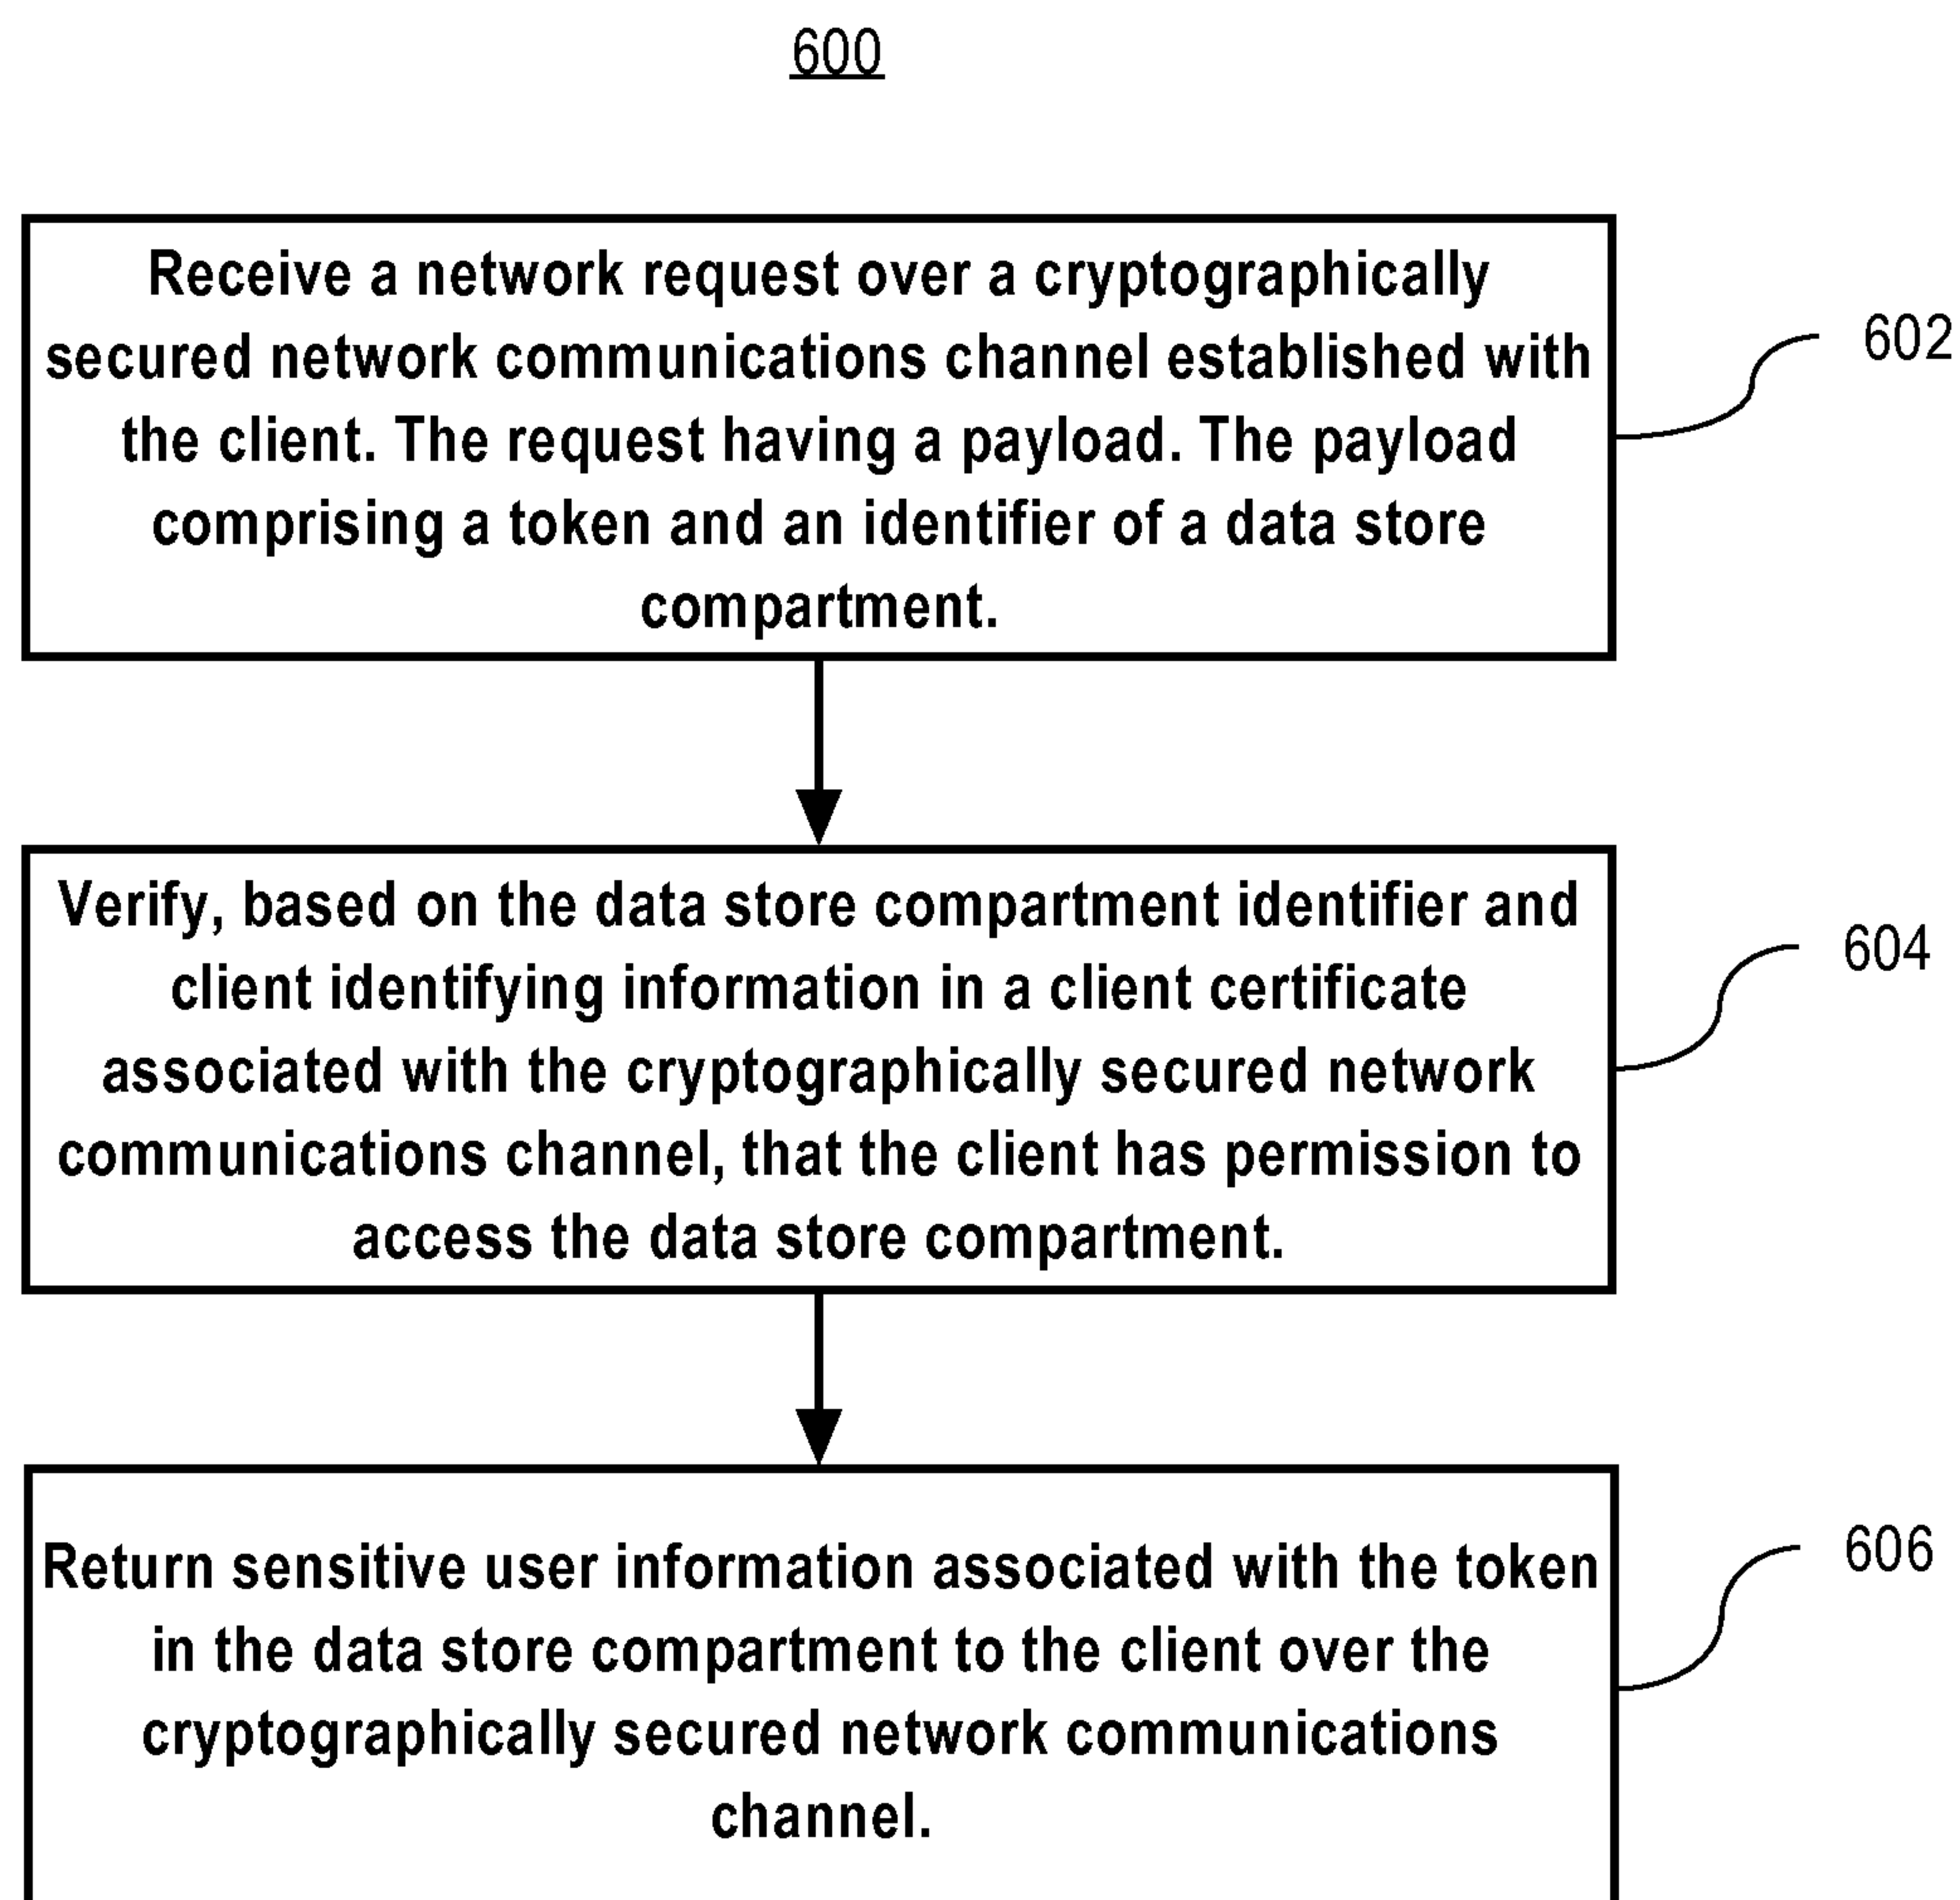 600
Receive a network request over a cryptographically
secured network communications channel established with
the client. The request having a payload. The payload
comprising a token and an identifier of a data store
compartment.
602
Verify, based on the data store compartment identifier and
client identifying information in a client certificate
associated with the cryptographically secured network
communications channel, that the client has permission to
access the data store compartment.
604
Return sensitive user information associated with the token
in the data store compartment to the client over the
cryptographically secured network communications
channel.
606